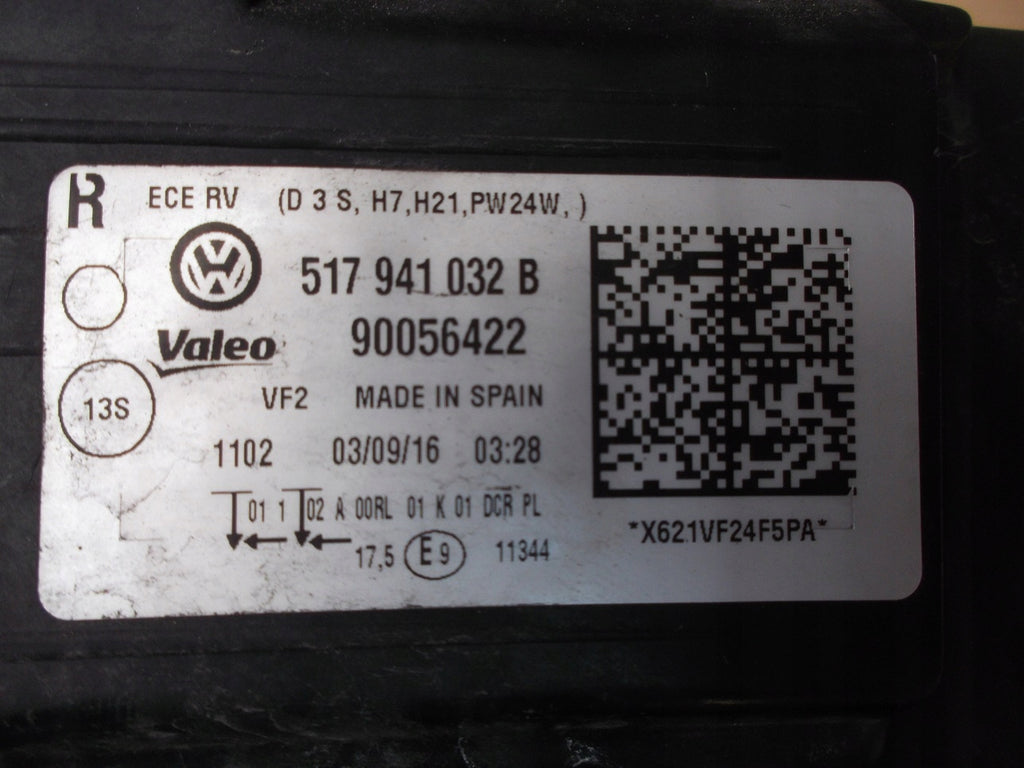 R ECE RV (D 3 S, H7,H21,PW24W, )
517 941 032 B
Valeo 90056422
VF2 MADE IN SPAIN
13S
1102 03/09/16 03:28
01 1 02 A 00RL 01 K 01 DCR PL
17,5 E9 11344
*X621VF24F5PA*